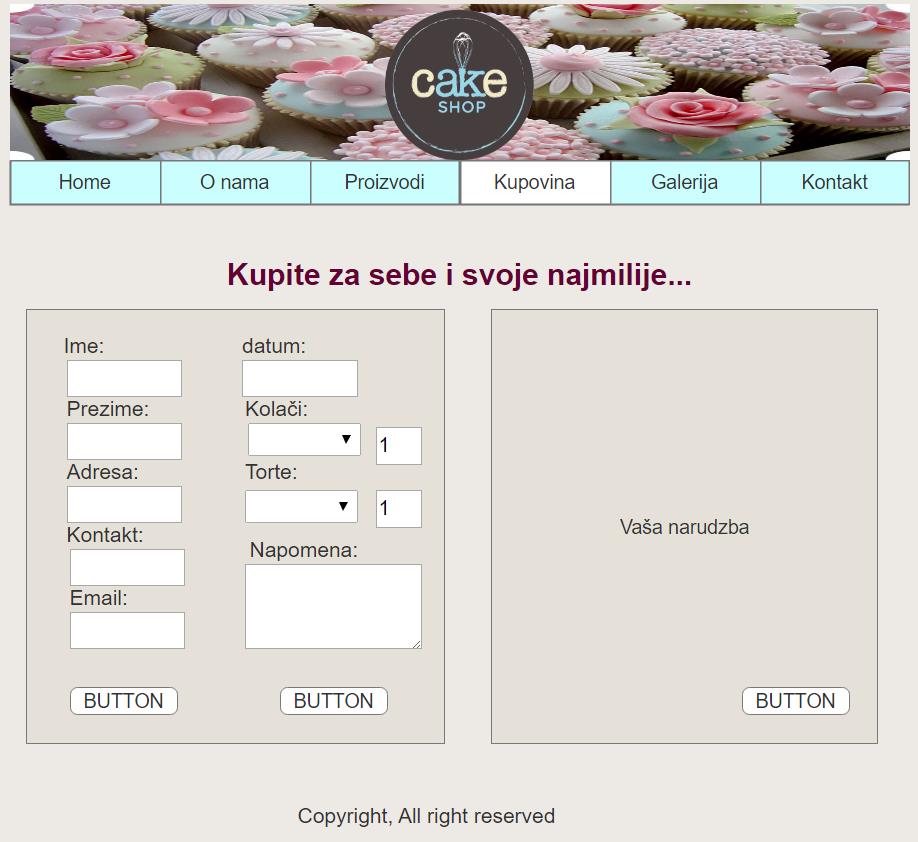 cake
SHOP
Home O nama Proizvodi Kupovina Galerija Kontakt
Kupite za sebe i svoje najmilije...
Ime: datum:
Prezime: Kolači:
1
Adresa: Torte:
1
Kontakt:
Napomena:
Email:
BUTTON BUTTON
Vaša narudzba
BUTTON
Copyright, All right reserved